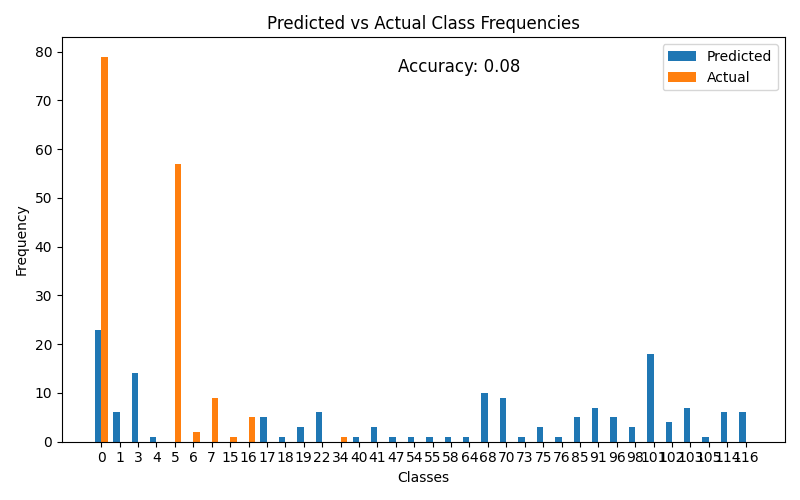 Predicted vs Actual Class Frequencies
Accuracy: 0.08
Predicted
Actual
Frequency
80
70
60
50
40
30
20
10
0
0 1 3 4 5 6 7 15 16 17 18 19 22 34 40 41 47 54 55 58 64 68 70 73 75 76 85 91 96 98 101 102 103 105 114 116
Classes